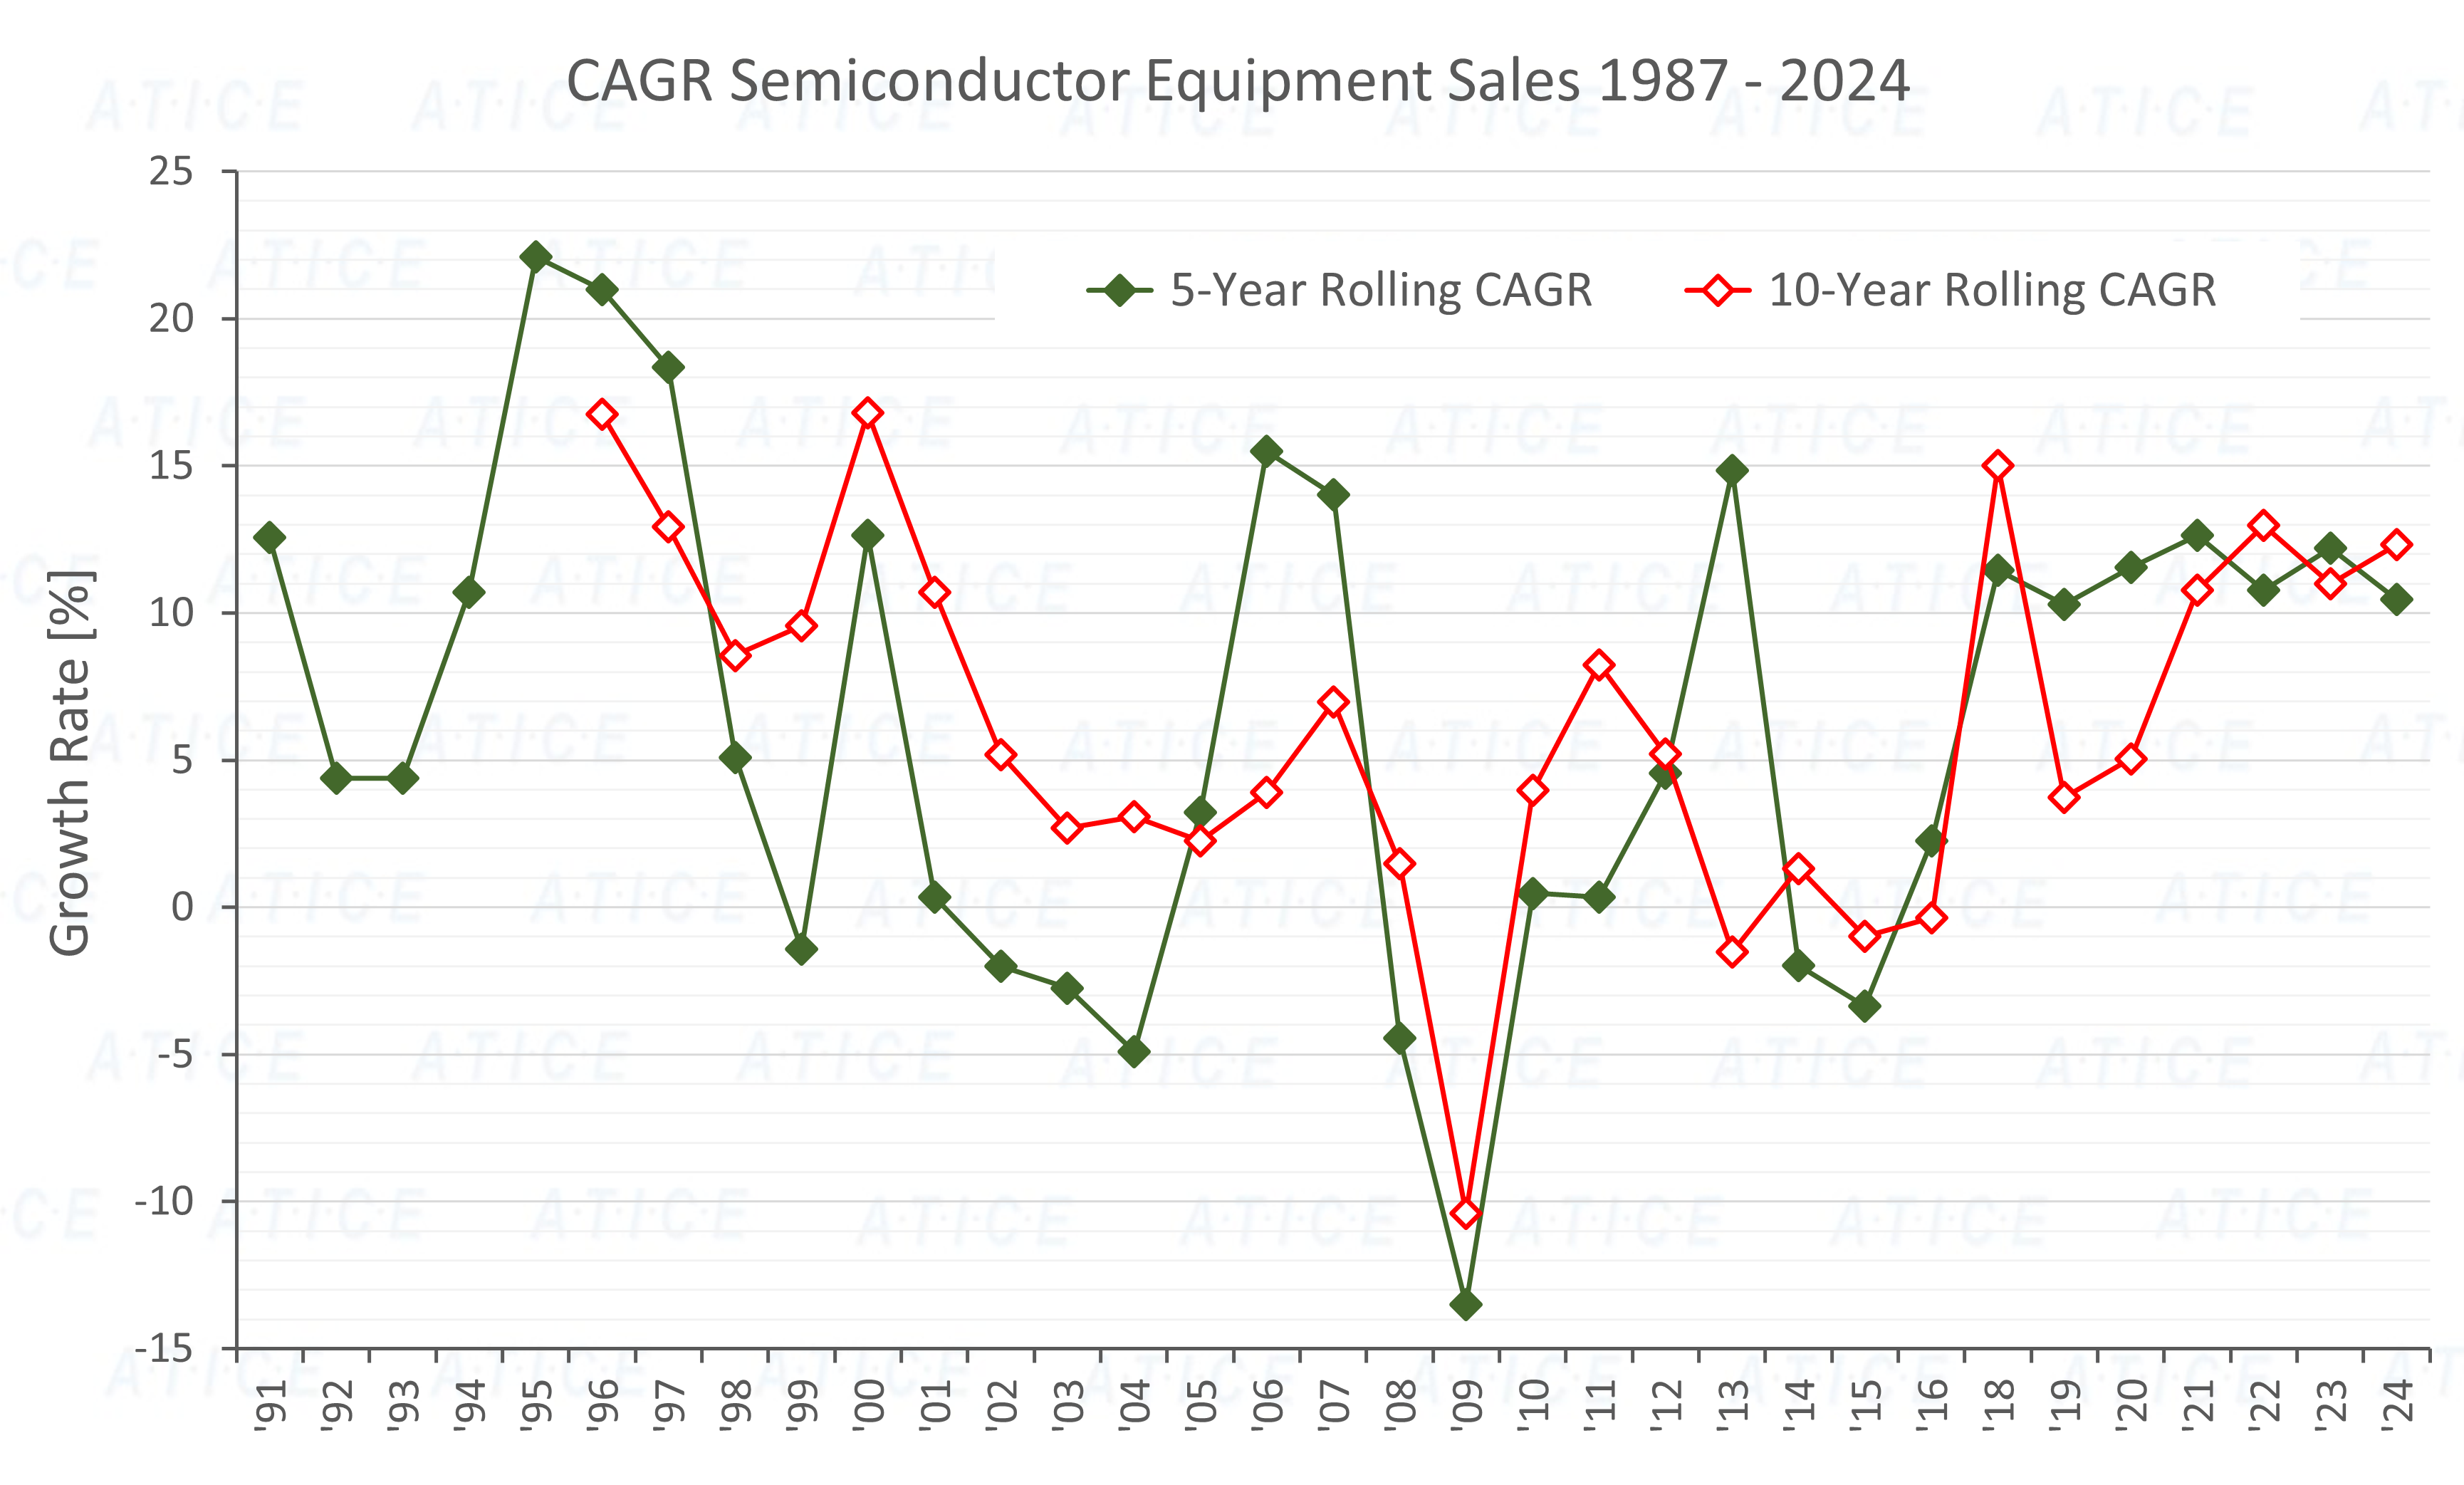 CAGR Semiconductor Equipment Sales 1987 - 2024
25
20
15
10
5
0
-5
-10
-15
Growth Rate [%]
5-Year Rolling CAGR
10-Year Rolling CAGR
'91 '92 '93 '94 '95 '96 '97 '98 '99 '00 '01 '02 '03 '04 '05 '06 '07 '08 '09 '10 '11 '12 '13 '14 '15 '16 '18 '19 '20 '21 '22 '23 '24
A·T·I·C·E